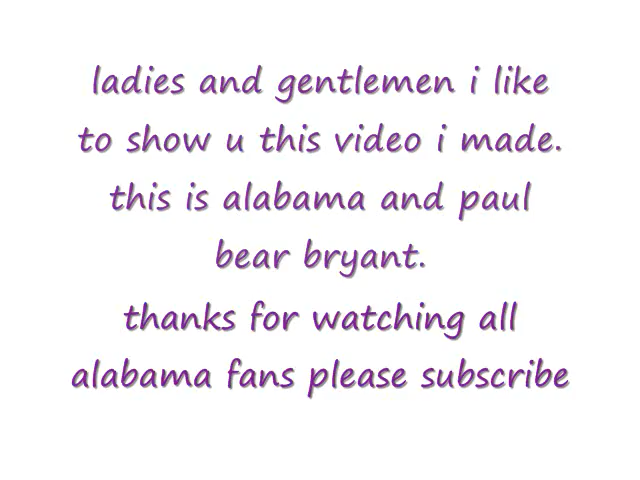 ladies and gentlemen i like
to show u this video i made.
this is alabama and paul
bear bryant.
thanks for watching all
alabama fans please subscribe